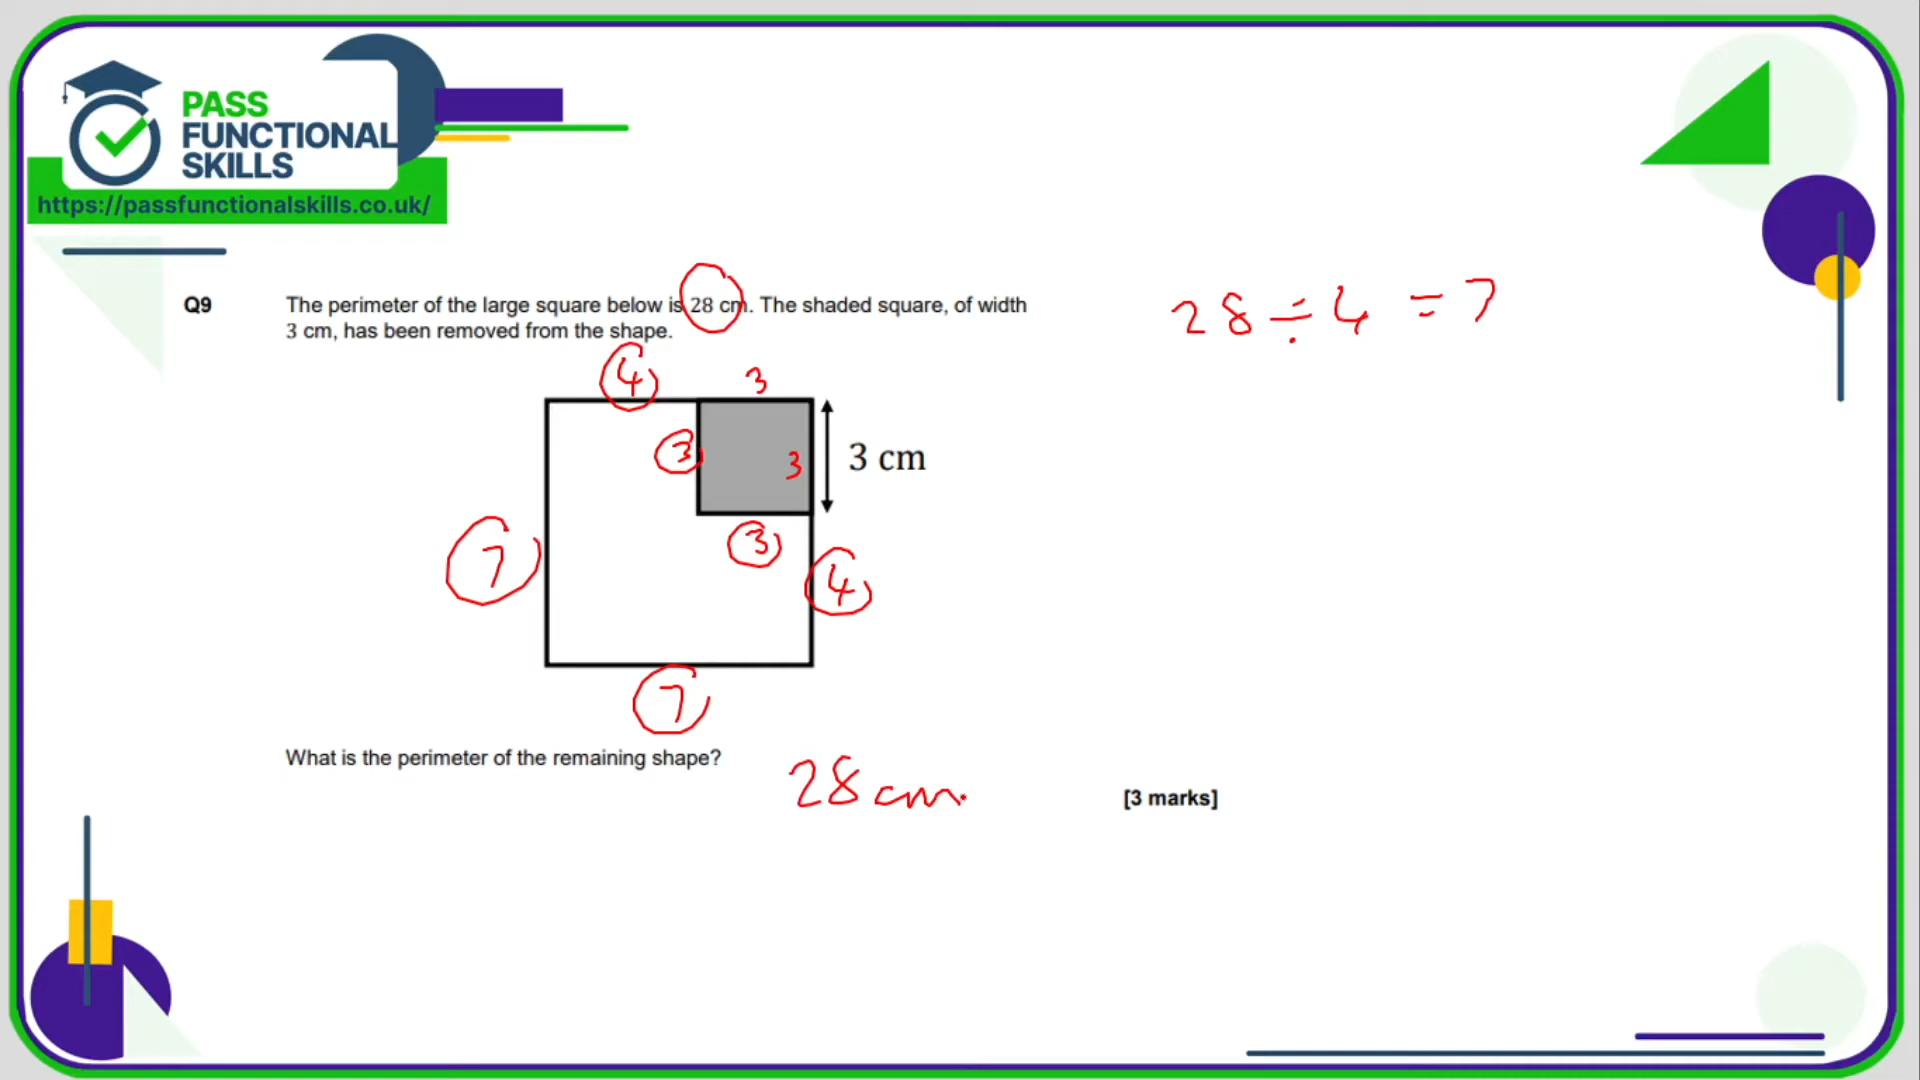 PASS
FUNCTIONAL
SKILLS
https://passfunctionalskills.co.uk/
Q9 The perimeter of the large square below is 28 cm. The shaded square, of width
3 cm, has been removed from the shape.
28 ÷ 4 = 7
4 3
3 3 3 cm
3
7 4
7
What is the perimeter of the remaining shape?
28 cm.
[3 marks]